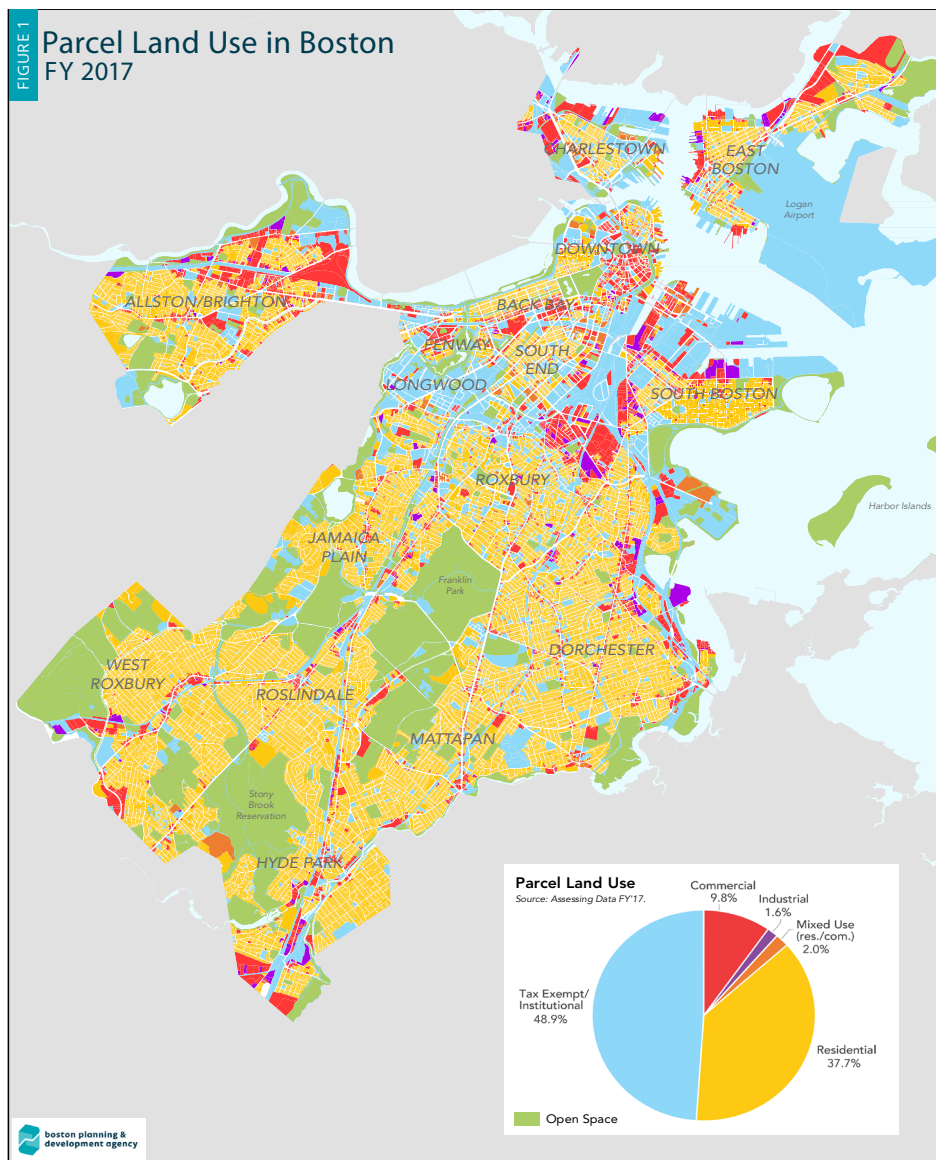 FIGURE 1
Parcel Land Use in Boston
FY 2017
CHARLESTOWN
EAST
BOSTON
Logan
Airport
DOWNTOWN
ALLSTON/BRIGHTON
BACK BAY
FENWAY
SOUTH
END
LONGWOOD
SOUTH BOSTON
ROXBURY
Harbor Islands
JAMAICA
PLAIN
Franklin
Park
DORCHESTER
WEST
ROXBURY
ROSLINDALE
MATTAPAN
Stony
Brook
Reservation
HYDE PARK
Parcel Land Use
Source: Assessing Data FY'17.
Commercial
9.8%
Industrial
1.6%
Mixed Use
(res./com.)
2.0%
Tax Exempt/
Institutional
48.9%
Residential
37.7%
Open Space
boston planning &
development agency